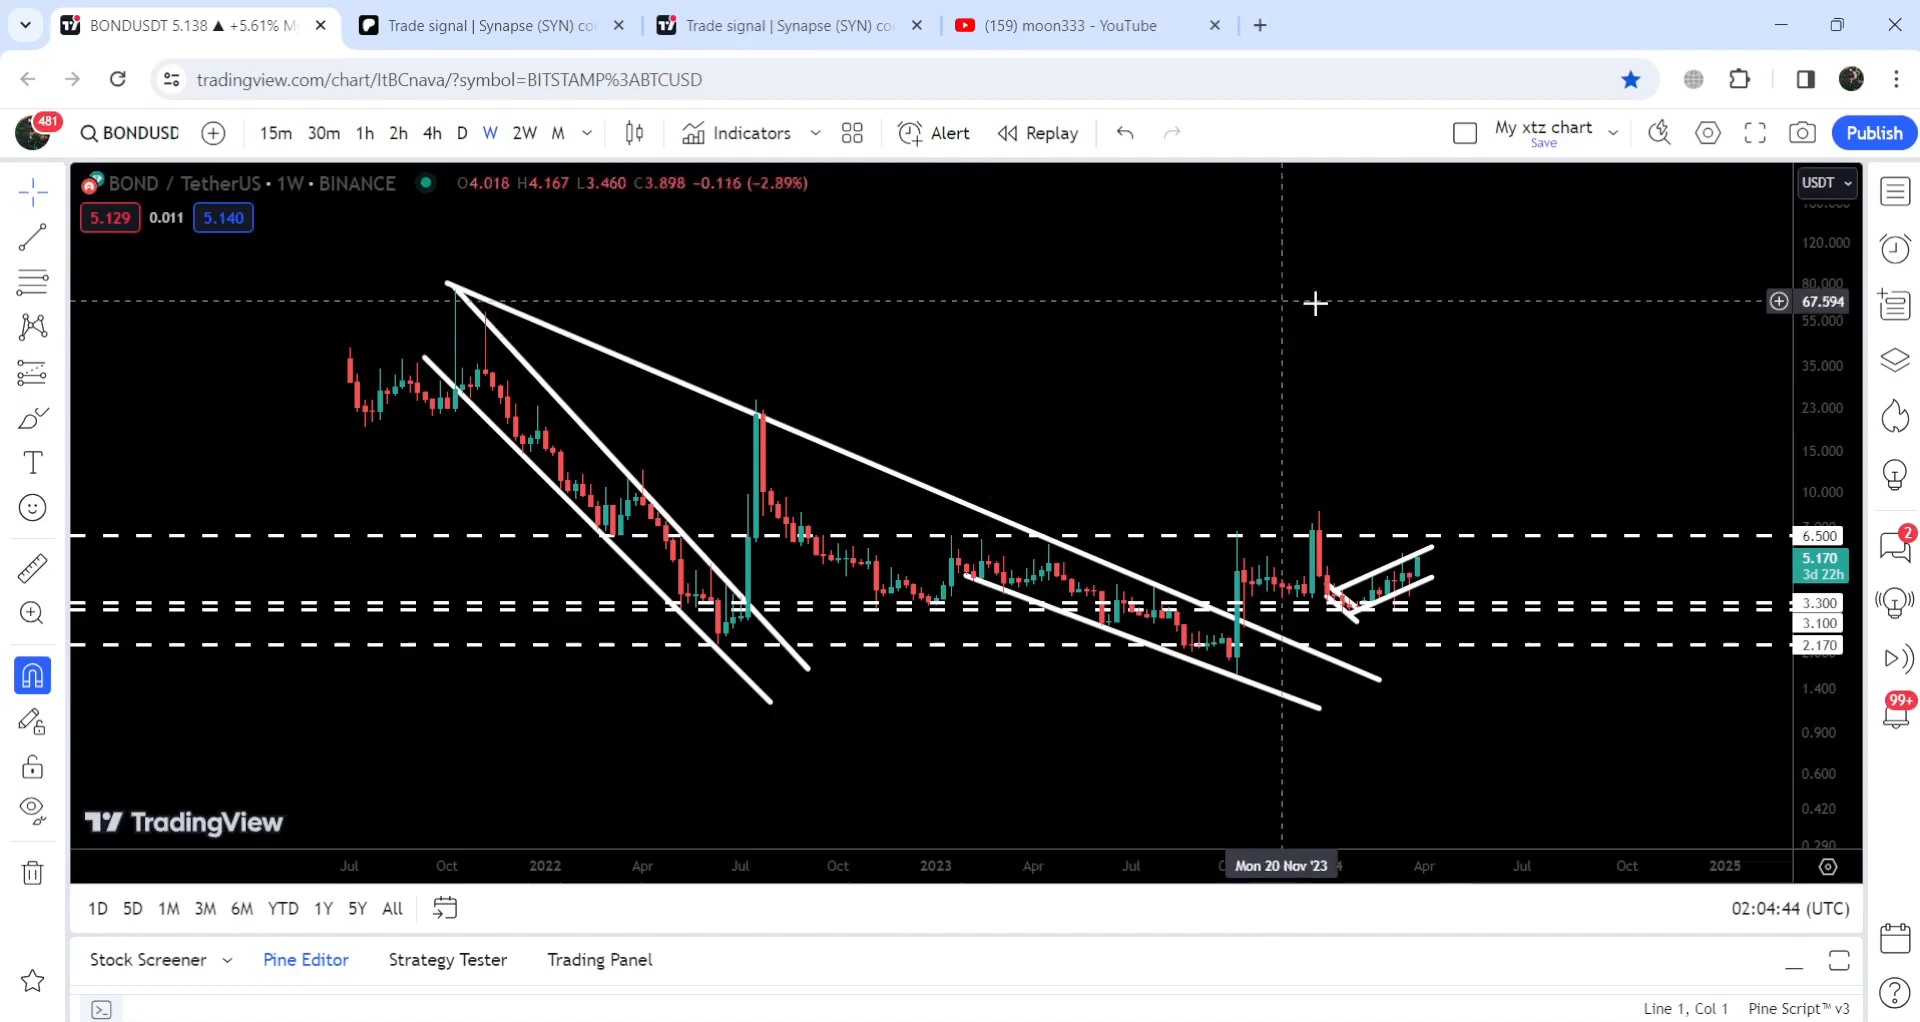 BONDUSDT 5.138 ▲ +5.61% M
Trade signal | Synapse (SYN) co
Trade signal | Synapse (SYN) co
(159) moon333 - YouTube
tradingview.com/chart/ItBCnava/?symbol=BITSTAMP%3ABTCUSD
481
BONDUSD
15m 30m 1h 2h 4h D W 2W M
Indicators
Alert
Replay
My xtz chart
Save
Publish
BOND / TetherUS • 1W • BINANCE
O4.018 H4.167 L3.460 C3.898 −0.116 (−2.89%)
USDT
5.129 0.011 5.140
120.000
80.000
67.594
55.000
35.000
23.000
15.000
10.000
6.500
5.170
3d 22h
3.300
3.100
2.170
1.400
0.900
0.600
0.420
0.290
2
99+
TradingView
Jul Oct 2022 Apr Jul Oct 2023 Apr Jul Mon 20 Nov '23 Apr Jul Oct 2025
1D 5D 1M 3M 6M YTD 1Y 5Y All
02:04:44 (UTC)
Stock Screener Pine Editor Strategy Tester Trading Panel
Line 1, Col 1 Pine Script™ v3